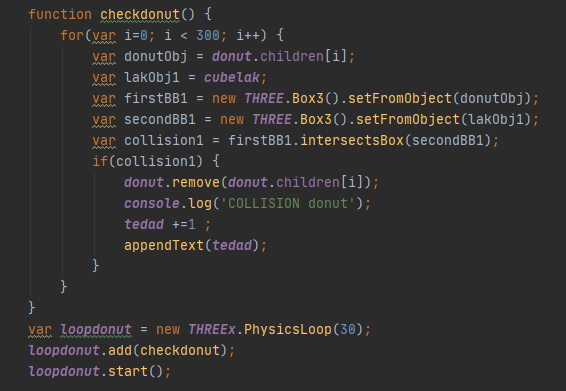 function checkdonut() {
for(var i=0; i < 300; i++) {
var donutObj = donut.children[i];
var lakObj1 = cubelak;
var firstBB1 = new THREE.Box3().setFromObject(donutObj);
var secondBB1 = new THREE.Box3().setFromObject(lakObj1);
var collision1 = firstBB1.intersectsBox(secondBB1);
if(collision1) {
donut.remove(donut.children[i]);
console.log('COLLISION donut');
tedad +=1 ;
appendText(tedad);
}
}
}
var loopdonut = new THREEx.PhysicsLoop(30);
loopdonut.add(checkdonut);
loopdonut.start();